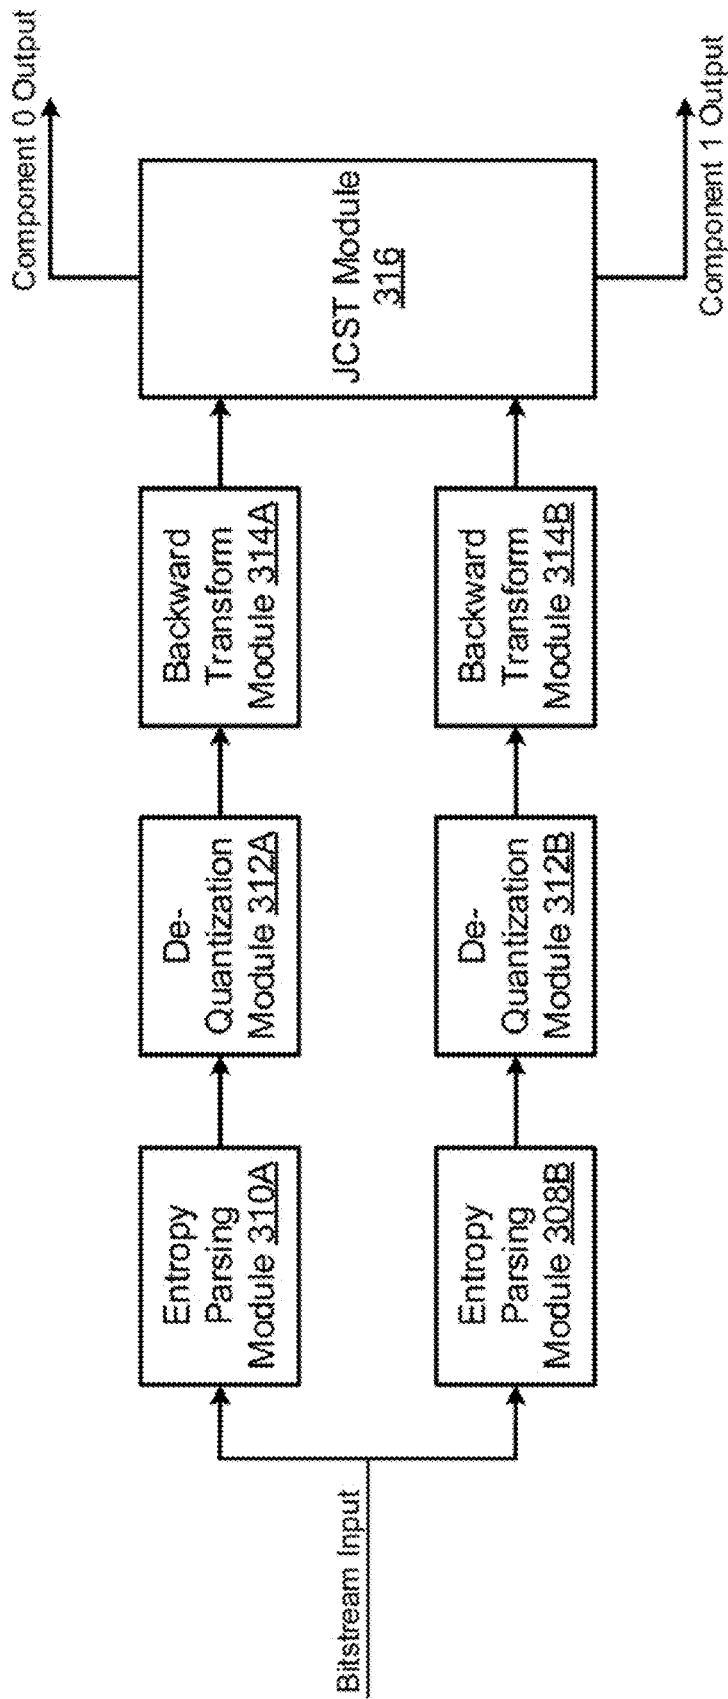 Bitstream Input
Entropy
Parsing
Module 310A
De-
Quantization
Module 312A
Backward
Transform
Module 314A
Entropy
Parsing
Module 308B
De-
Quantization
Module 312B
Backward
Transform
Module 314B
JCST Module
316
Component 0 Output
Component 1 Output